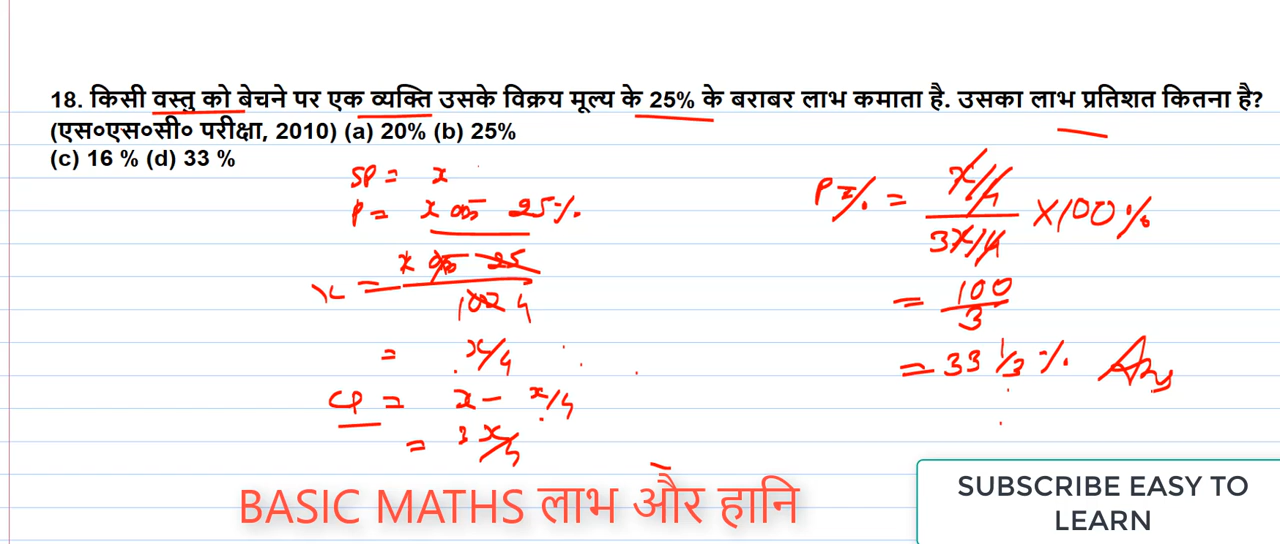 18. किसी वस्तु को बेचने पर एक व्यक्ति उसके विक्रय मूल्य के 25% के बराबर लाभ कमाता है. उसका लाभ प्रतिशत कितना है?
(एस०एस०सी० परीक्षा, 2010) (a) 20% (b) 25%
(c) 16 % (d) 33 %
SP = x
P = x का 25%
= x/4
CP = x - x/4
= 3x/4
P % = x/4 / 3x/4 X 100%
= 100/3
= 33 1/3 % Ans
BASIC MATHS लाभ और हानि
SUBSCRIBE EASY TO
LEARN